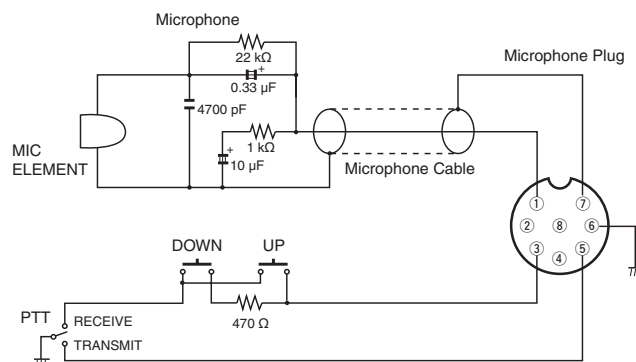 Microphone
22 kΩ
0.33 µF
+
4700 pF
1 kΩ
+
10 µF
MIC
ELEMENT
Microphone Cable
Microphone Plug
1
7
2
8
6
3
5
4
DOWN
UP
470 Ω
PTT
RECEIVE
TRANSMIT